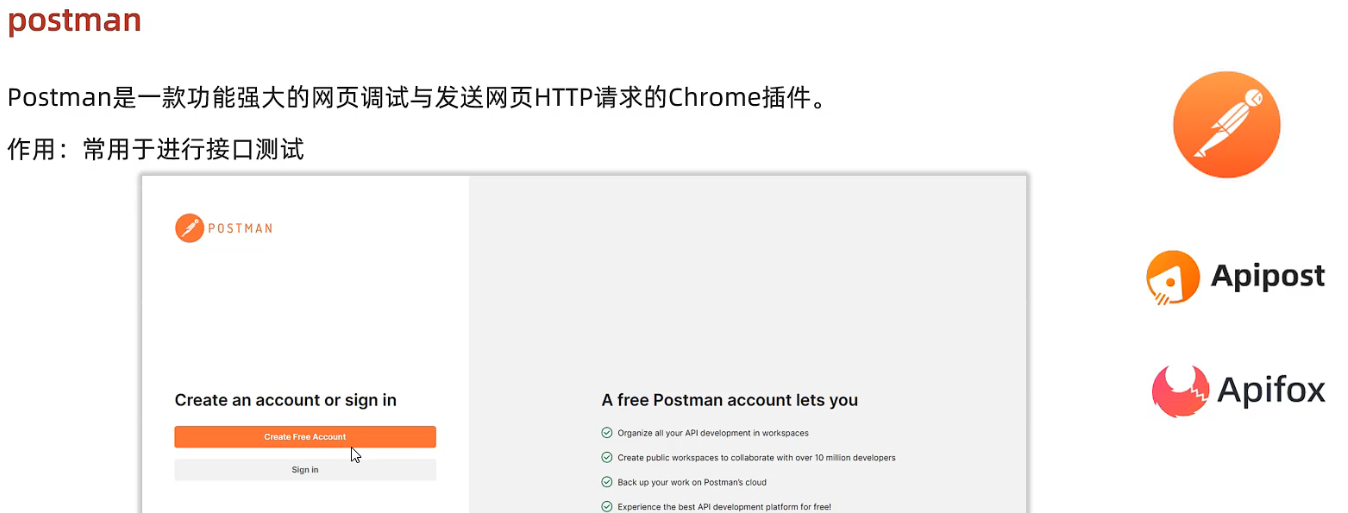 postman
Postman是一款功能强大的网页调试与发送网页HTTP请求的Chrome插件。
作用：常用于进行接口测试
POSTMAN
Create an account or sign in
Create Free Account
Sign in
A free Postman account lets you
Organize all your API development in workspaces
Create public workspaces to collaborate with over 10 million developers
Back up your work on Postman's cloud
Experience the best API development platform for free!
Apipost
Apifox